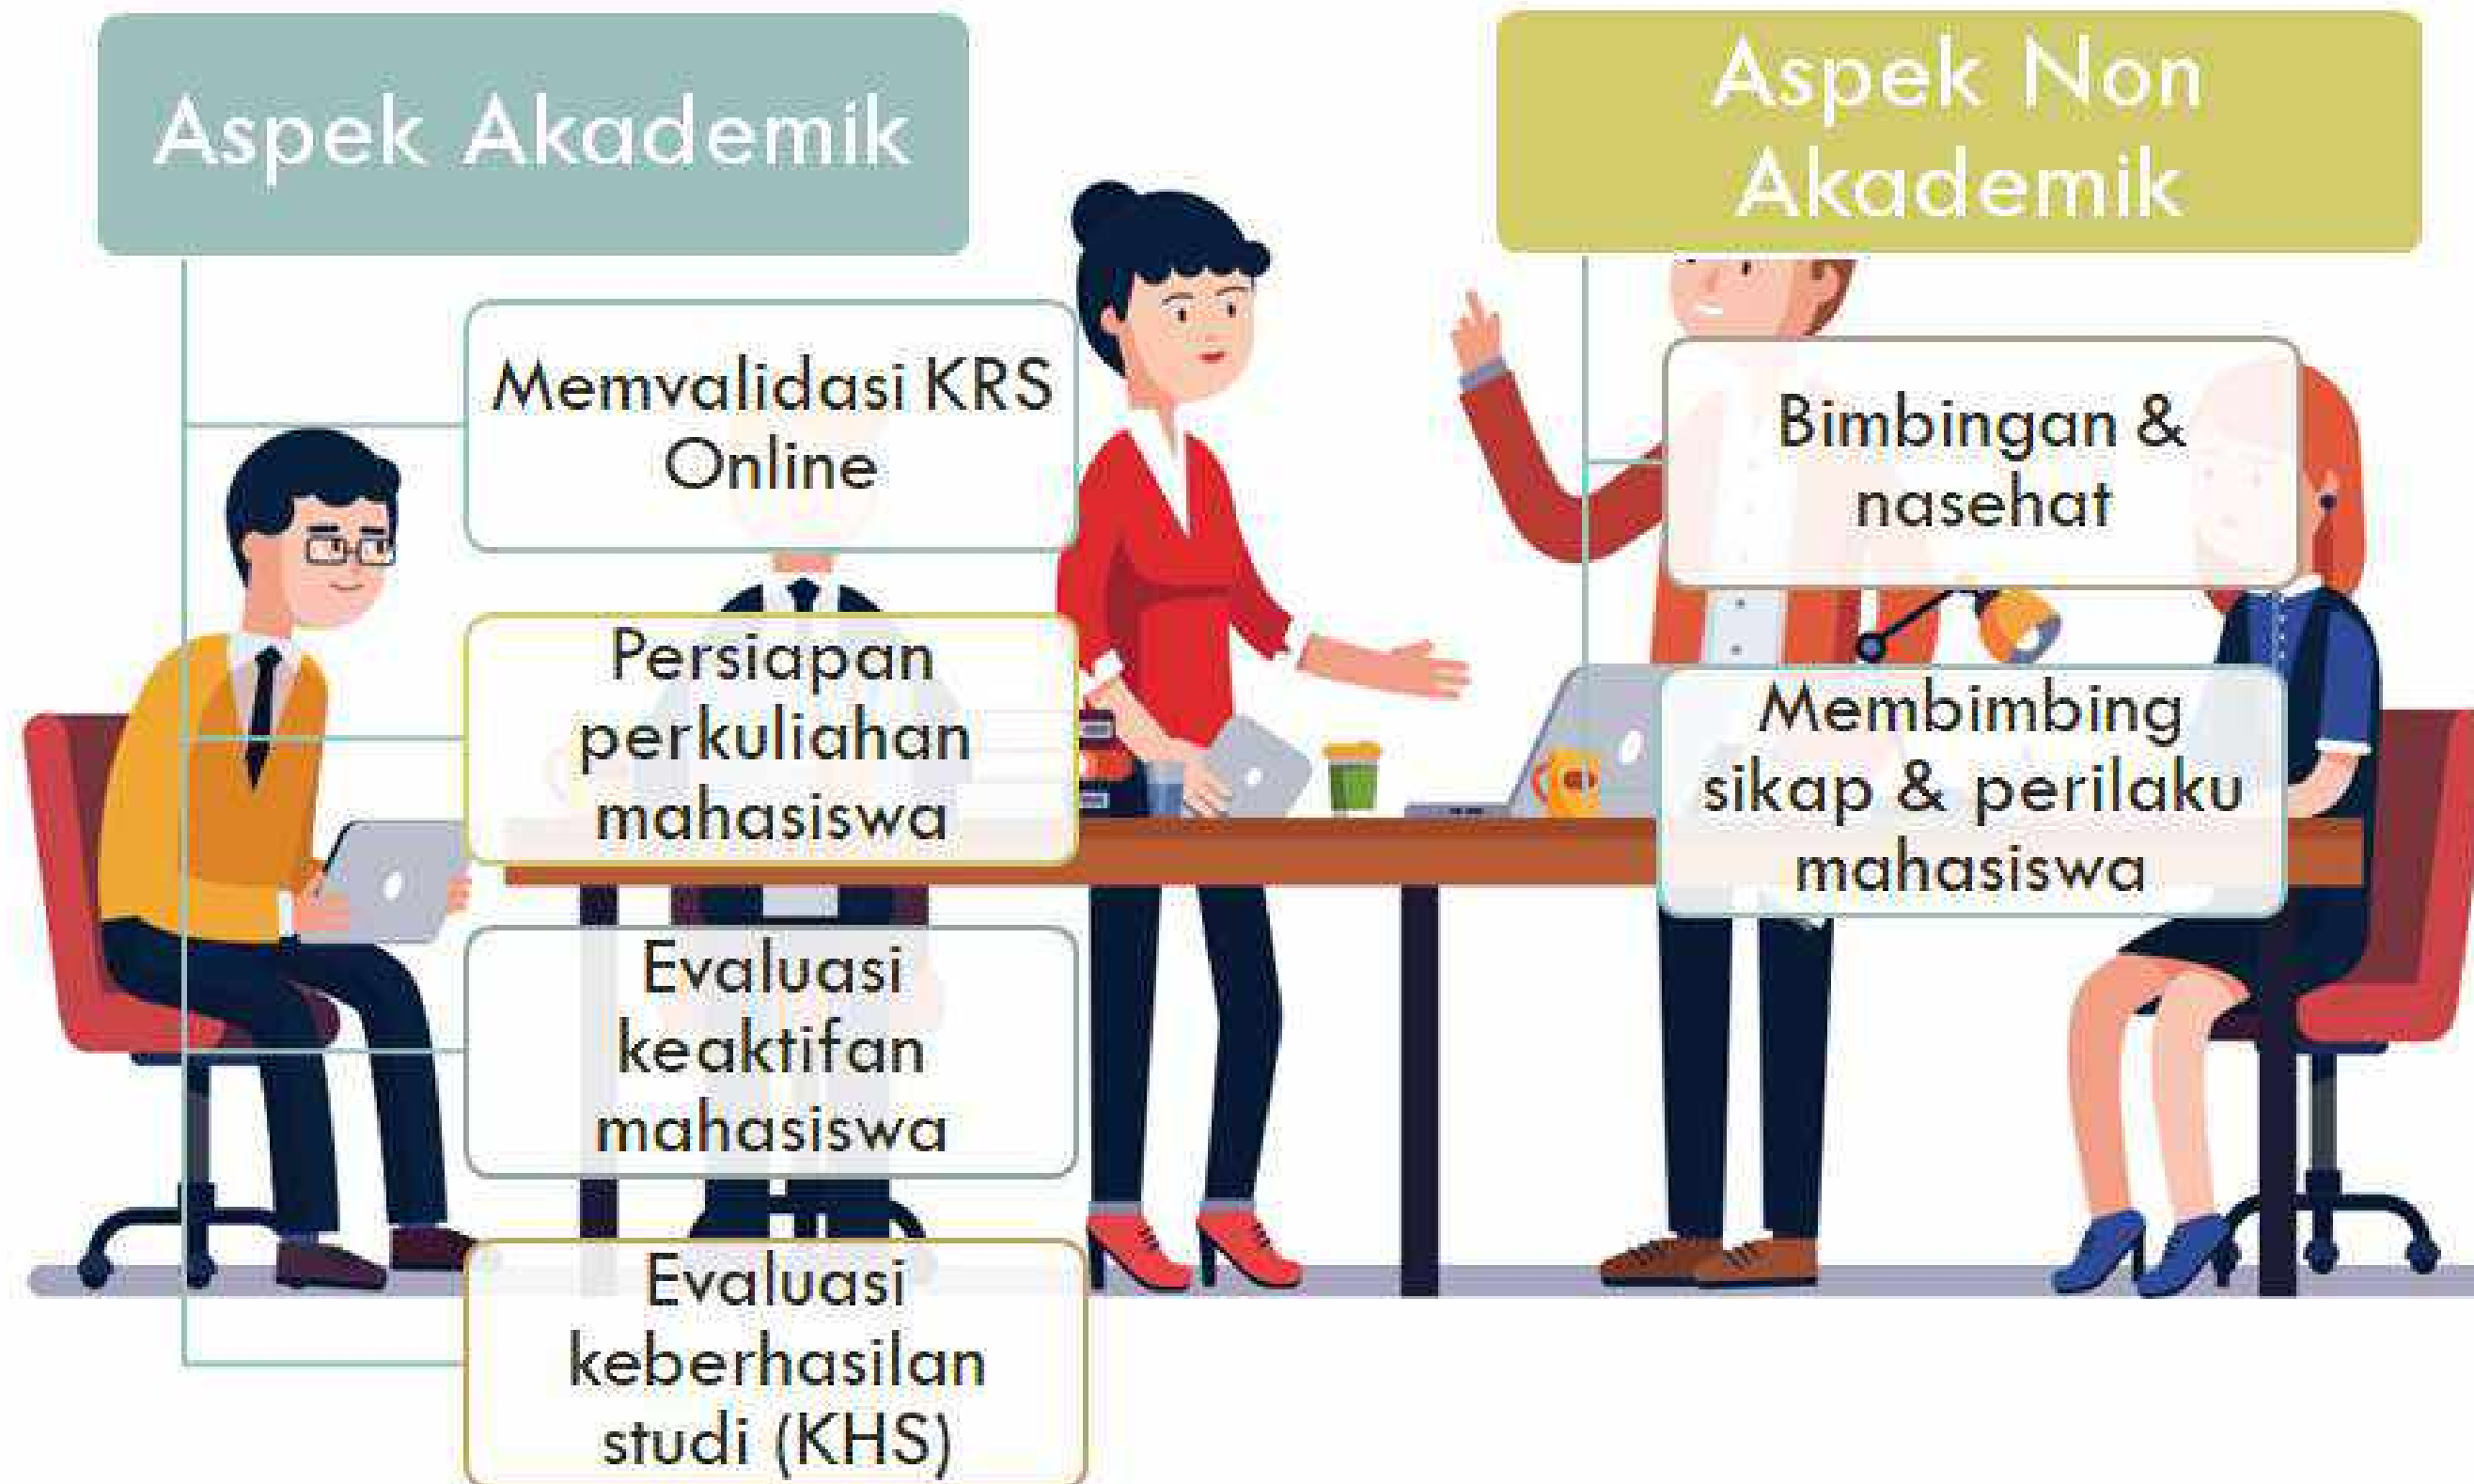 Aspek Akademik
Memvalidasi KRS
Online
Persiapan
perkuliahan
mahasiswa
Evaluasi
keaktifan
mahasiswa
Evaluasi
keberhasilan
studi (KHS)
Aspek Non
Akademik
Bimbingan &
nasehat
Membimbing
sikap & perilaku
mahasiswa